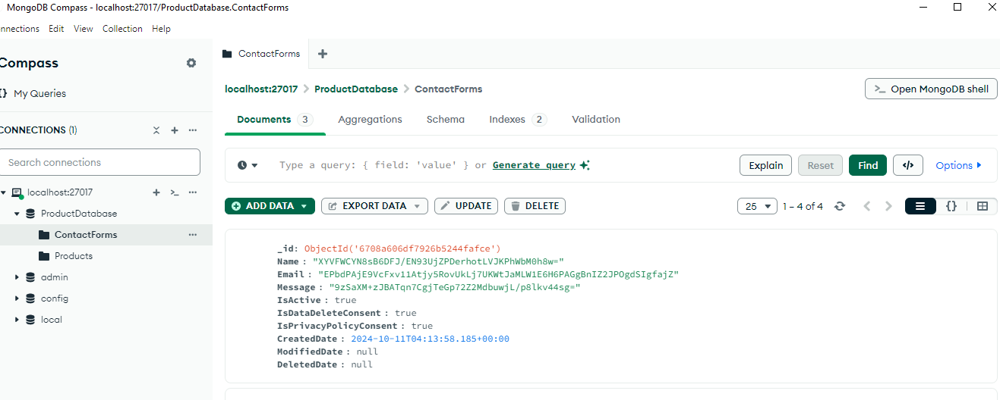 MongoDB Compass - localhost:27017/ProductDatabase.ContactForms
nnections Edit View Collection Help
Compass
ContactForms
{} My Queries
localhost:27017 > ProductDatabase > ContactForms
>_ Open MongoDB shell
Documents 3 Aggregations Schema Indexes 2 Validation
CONNECTIONS (1)
Search connections
Type a query: { field: 'value' } or Generate query
Explain Reset Find </> Options
localhost:27017
ProductDatabase
ContactForms
Products
admin
config
local
ADD DATA EXPORT DATA UPDATE DELETE
25 1 – 4 of 4 {}
_id: ObjectId('6708a606df7926b5244fafce')
Name : "XYVFWCYN8sB6DFJ/EN93UjZPDerhotLVJKPhWbM0h8w="
Email : "EPbdPAjE9VcFxv11Atjy5RovUkLj7UKWtJaMLW1E6H6PAGgBnIZ2JPOgdSIgfajZ"
Message : "9zSaXM+zJBATqn7CgjTeGp72Z2MdbuwjL/p8lkv44sg="
IsActive : true
IsDataDeleteConsent : true
IsPrivacyPolicyConsent : true
CreatedDate : 2024-10-11T04:13:58.185+00:00
ModifiedDate : null
DeletedDate : null